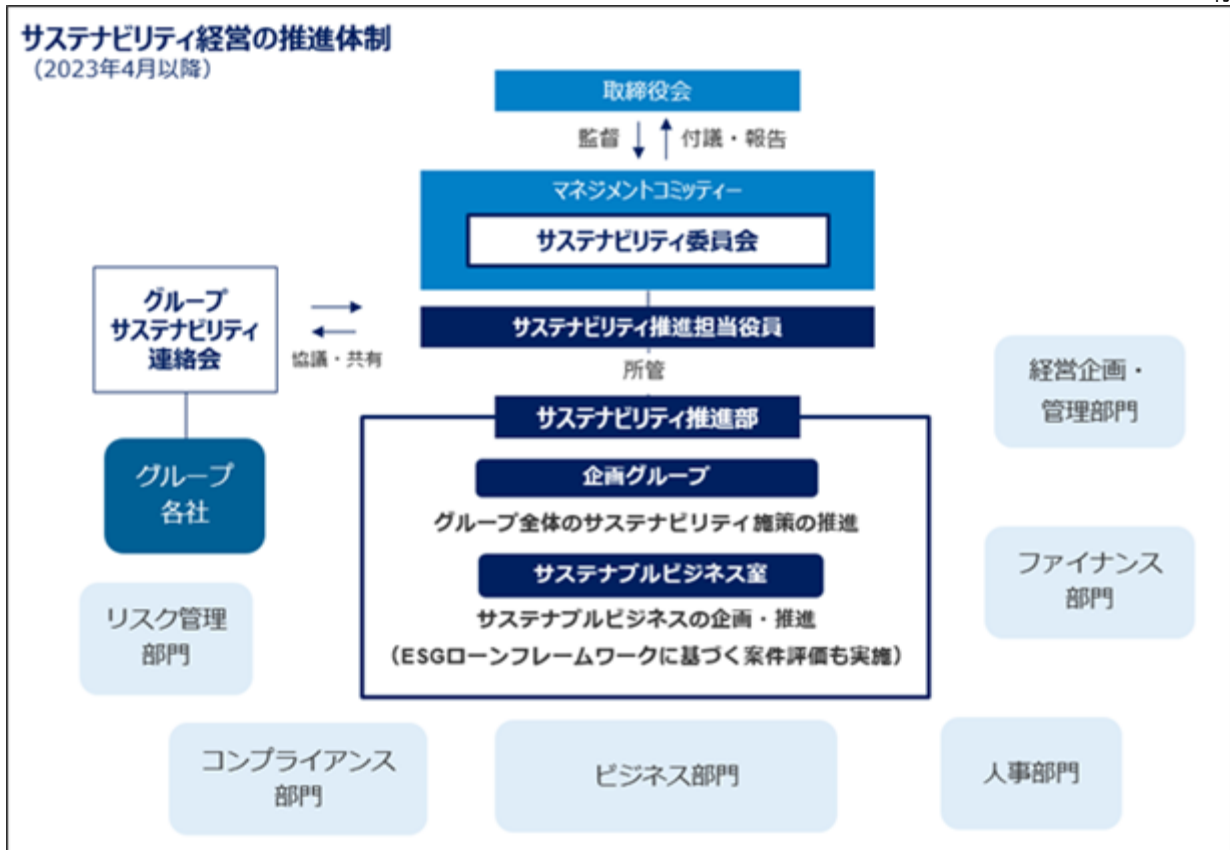 サステナビリティ経営の推進体制
（2023年4月以降）
取締役会
監督
付議・報告
マネジメントコミッティー
サステナビリティ委員会
グループ
サステナビリティ
連絡会
協議・共有
サステナビリティ推進担当役員
所管
サステナビリティ推進部
企画グループ
グループ全体のサステナビリティ施策の推進
サステナブルビジネス室
サステナブルビジネスの企画・推進
（ESGローンフレームワークに基づく案件評価も実施）
グループ
各社
経営企画・
管理部門
ファイナンス
部門
リスク管理
部門
コンプライアンス
部門
ビジネス部門
人事部門